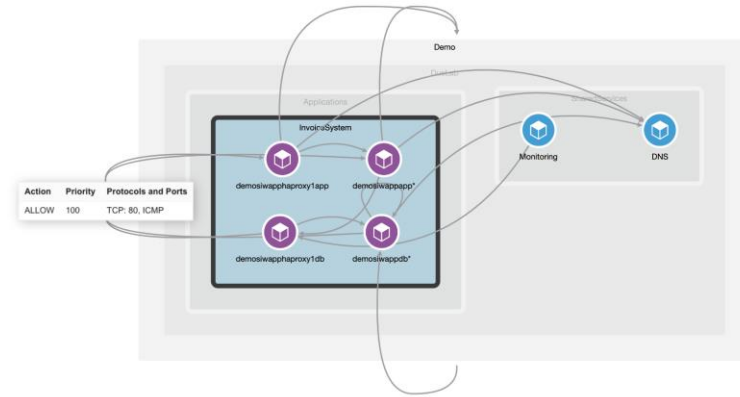 Demo
Applications
InvoiceSystem
demosiwapphaproxy1app
demosiwappapp*
Monitoring
DNS
Action Priority Protocols and Ports
ALLOW 100 TCP: 80, ICMP
demosiwapphaproxy1db
demosiwappdb*